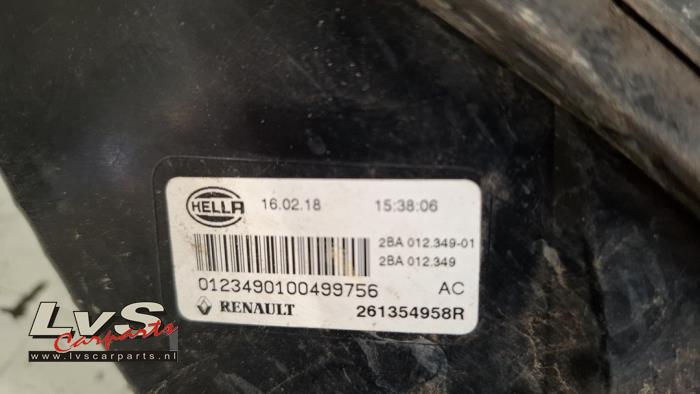 HELLA 16.02.18 15:38:06
2BA 012.349-01
2BA 012.349
0123490100499756 AC
RENAULT 261354958R
LvS
Carparts
www.lvscarparts.nl